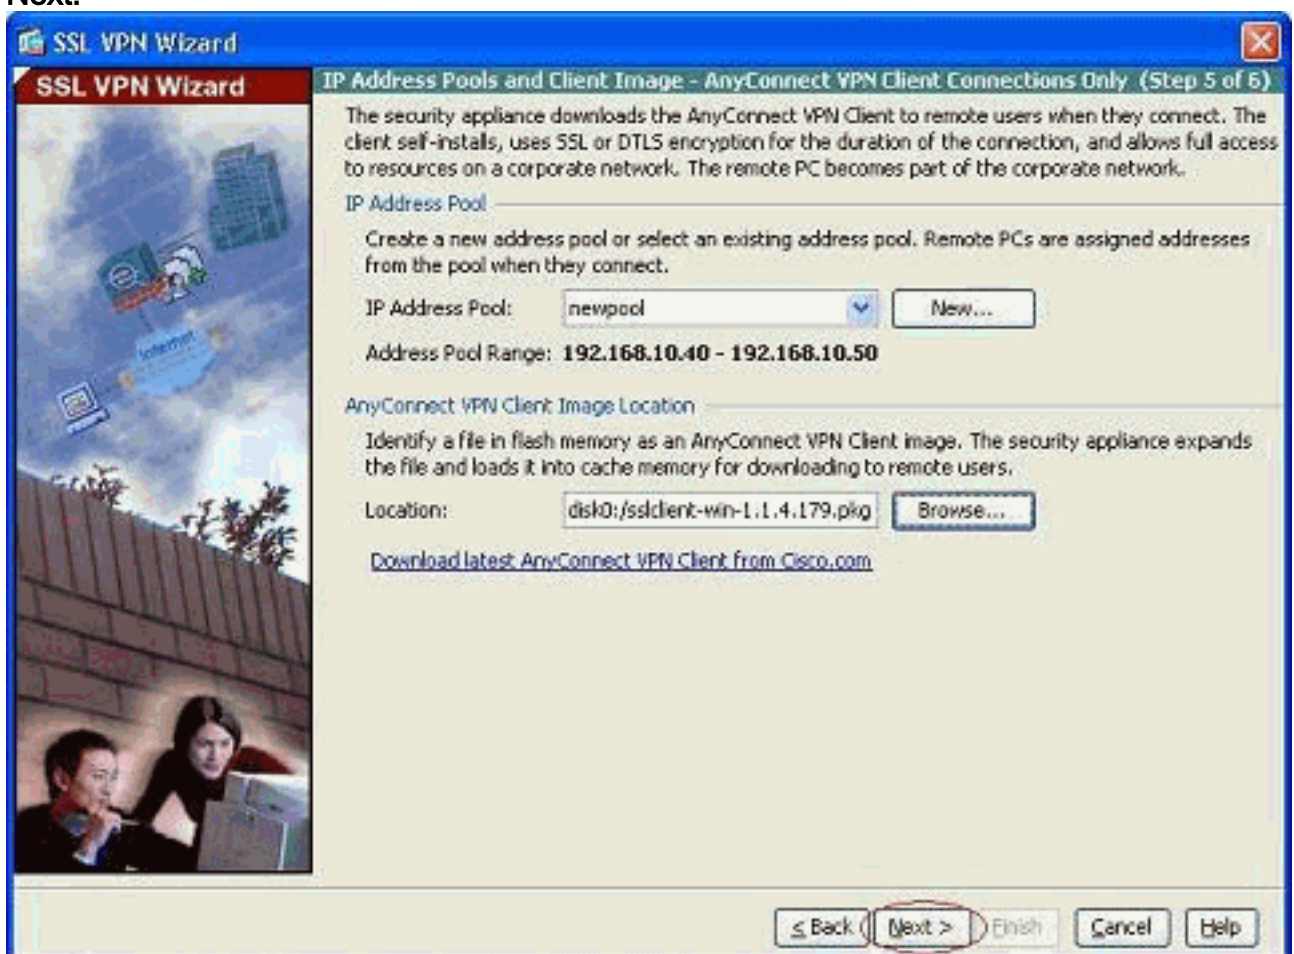 Next.
SSL VPN Wizard
SSL VPN Wizard
IP Address Pools and Client Image - AnyConnect VPN Client Connections Only (Step 5 of 6)
The security appliance downloads the AnyConnect VPN Client to remote users when they connect. The
client self-installs, uses SSL or DTLS encryption for the duration of the connection, and allows full access
to resources on a corporate network. The remote PC becomes part of the corporate network.
IP Address Pool
Create a new address pool or select an existing address pool. Remote PCs are assigned addresses
from the pool when they connect.
IP Address Pool: newpool New...
Address Pool Range: 192.168.10.40 - 192.168.10.50
AnyConnect VPN Client Image Location
Identify a file in flash memory as an AnyConnect VPN Client image. The security appliance expands
the file and loads it into cache memory for downloading to remote users.
Location: disk0:/sslclient-win-1.1.4.179.pkg Browse...
Download latest AnyConnect VPN Client from Cisco.com
Internet
< Back Next > Finish Cancel Help